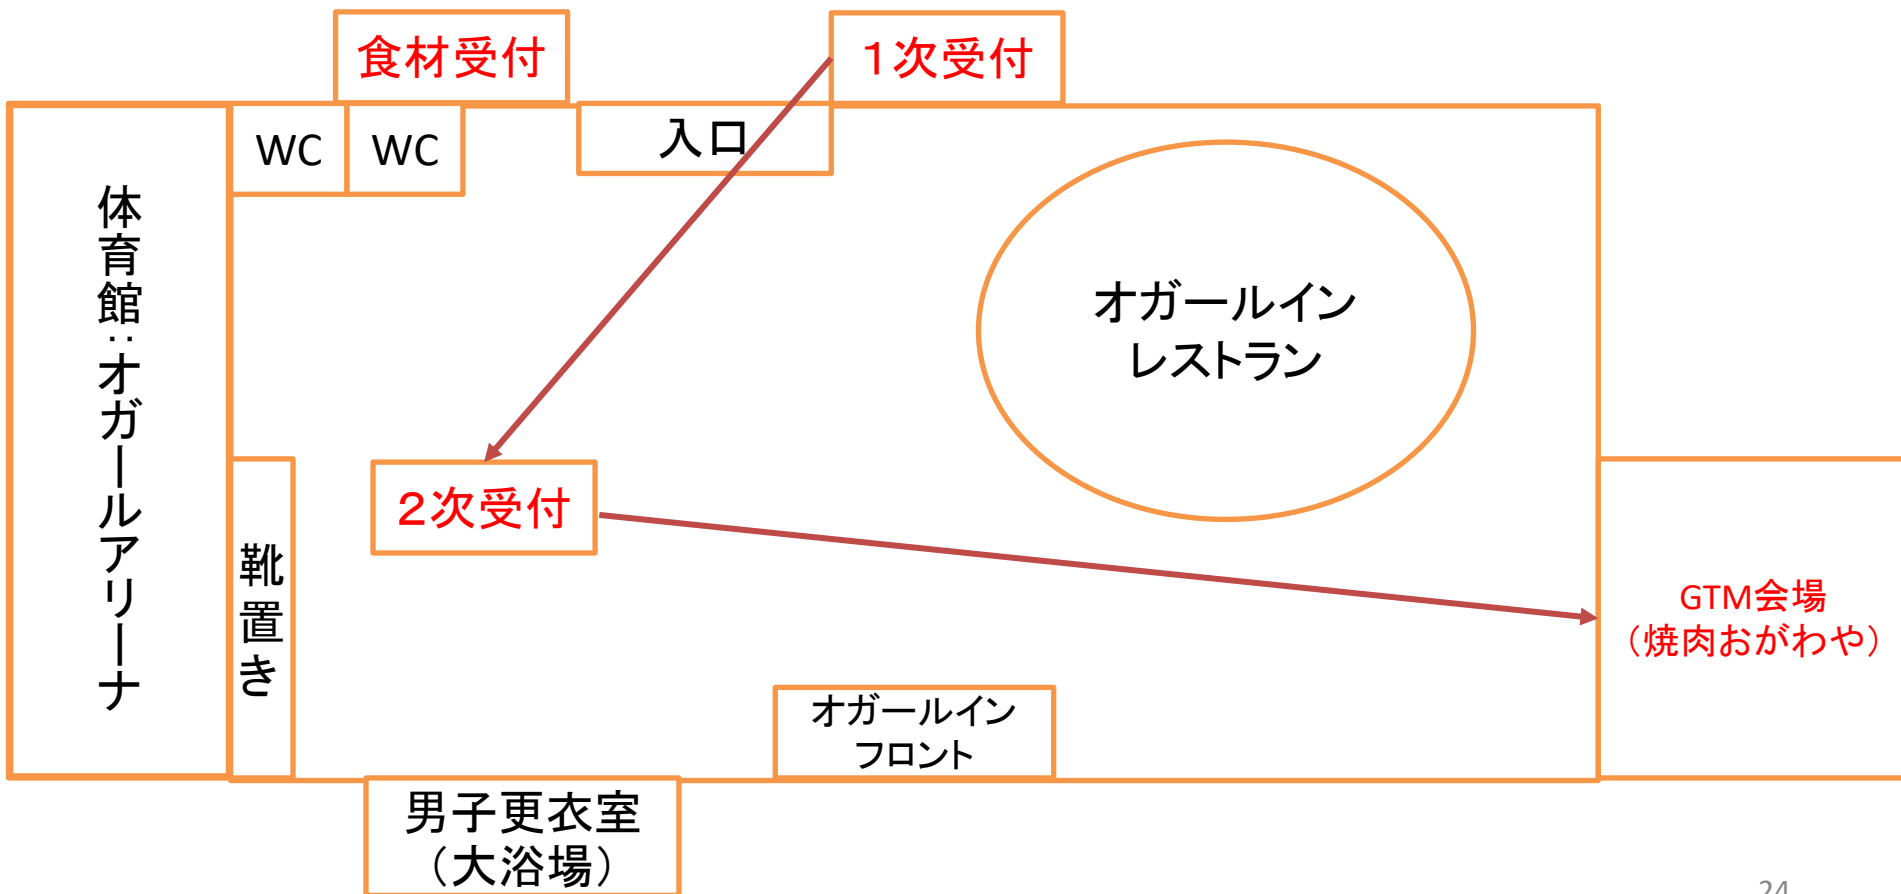 食材受付
１次受付
WC
WC
入口
体育館：オガールアリーナ
オガールイン
レストラン
２次受付
靴置き
GTM会場
（焼肉おがわや）
オガールイン
フロント
男子更衣室
（大浴場）
24